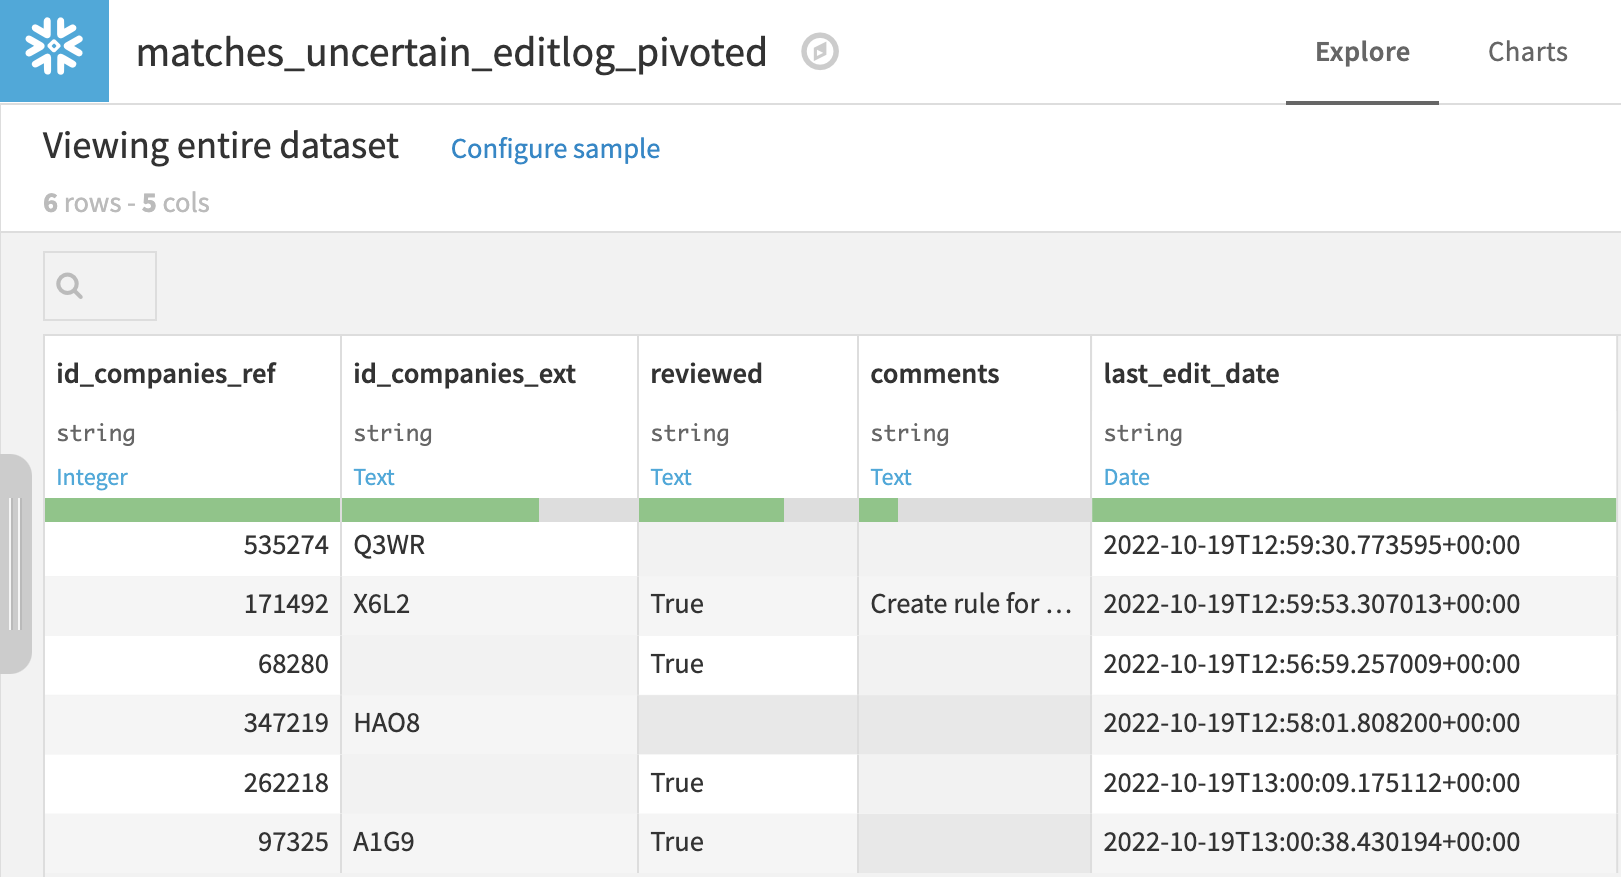 matches_uncertain_editlog_pivoted Explore Charts
Viewing entire dataset Configure sample
6 rows - 5 cols
id_companies_ref id_companies_ext reviewed comments last_edit_date
string string string string string
Integer Text Text Text Date
535274 Q3WR 2022-10-19T12:59:30.773595+00:00
171492 X6L2 True Create rule for … 2022-10-19T12:59:53.307013+00:00
68280 True 2022-10-19T12:56:59.257009+00:00
347219 HAO8 2022-10-19T12:58:01.808200+00:00
262218 True 2022-10-19T13:00:09.175112+00:00
97325 A1G9 True 2022-10-19T13:00:38.430194+00:00